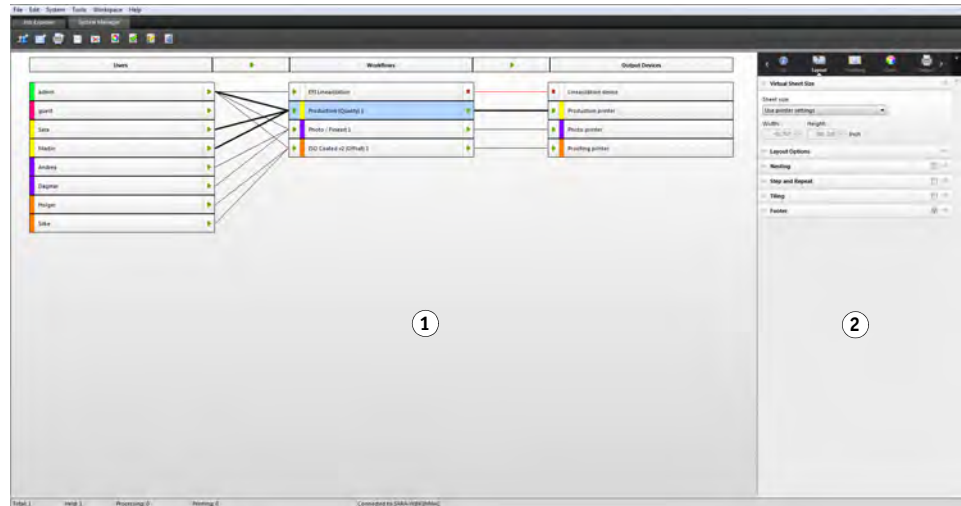 File Edit System Tools Workspace Help
Job Explorer System Manager
Users Workflows Output Devices
admin
guest
Sara
Martin
Andrea
Dagmar
Holger
Silke
EFI Linearization
Production (Quality) 1
Photo / Fineart 1
ISO Coated v2 (Offset) 1
Linearization device
Production printer
Photo printer
Proofing printer
Layout
Virtual Sheet Size
Sheet size:
Use printer settings
Width: Height:
inch
Layout Options
Nesting
Step and Repeat
Tiling
Footer
1
2
Total: 1 Held: 1 Processing: 0 Printing: 0